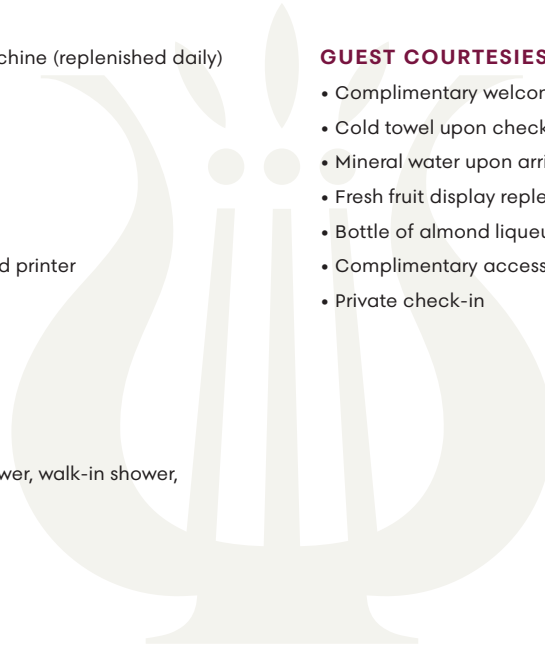 chine (replenished daily)
d printer
wer, walk-in shower,
GUEST COURTESIES
• Complimentary welcom
• Cold towel upon check
• Mineral water upon arri
• Fresh fruit display reple
• Bottle of almond liqueu
• Complimentary access
• Private check-in